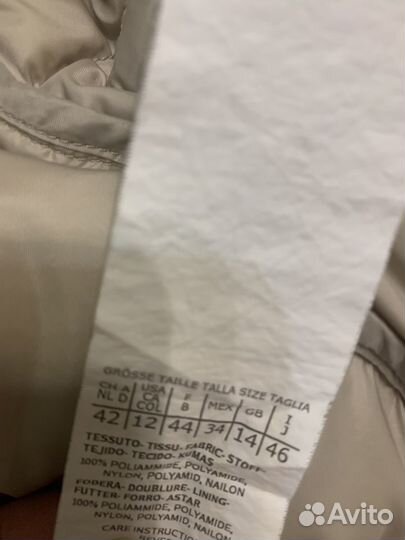 GRÖSSE TAILLE TALLA SIZE TAGLIA
CH A USA F MEX GB I
NL D CA B J
COL
42 12 44 34 14 46
TESSUTO-TISSU-FABRIC-STOFF-
TEJIDO-TECIDO-KUMAS
100% POLIAMMIDE, POLYAMIDE,
NYLON, POLYAMID, NAILON
FODERA-DOUBLURE-LINING-
FUTTER-FORRO-ASTAR
100% POLIAMMIDE, POLYAMIDE,
NYLON, POLYAMID, NAILON
CARE INSTRUCTION
Avito